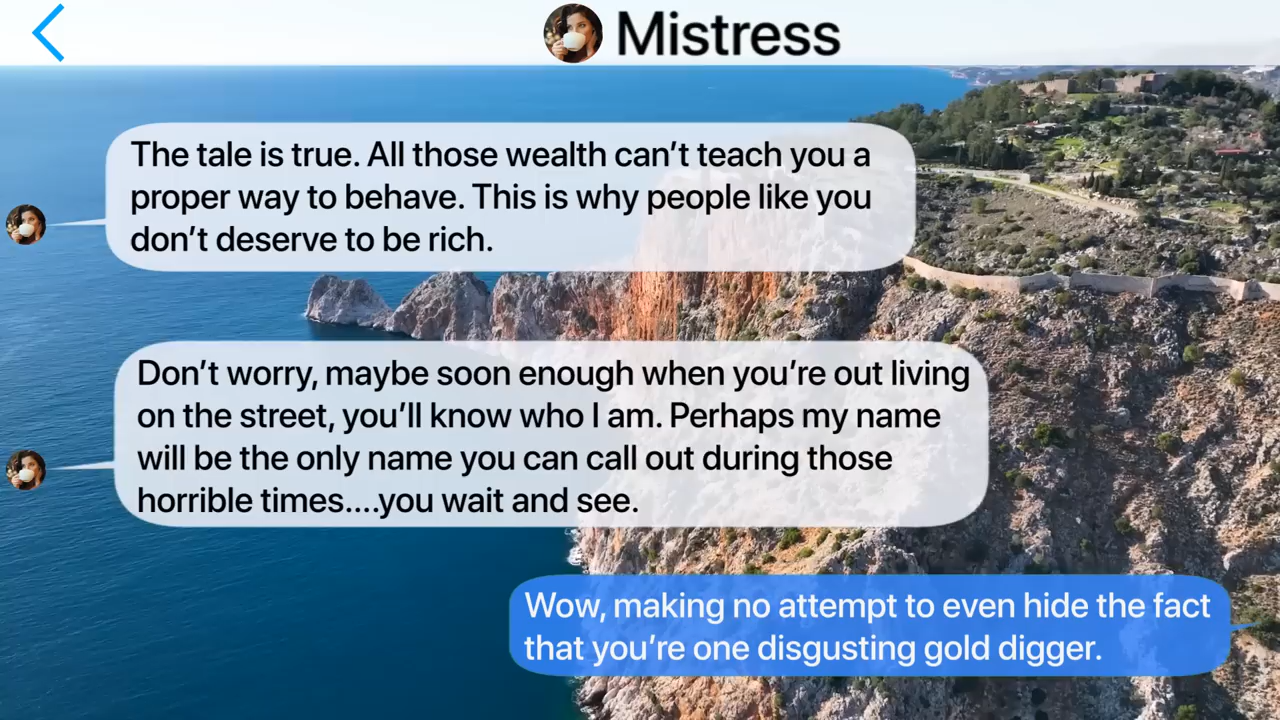 Mistress
The tale is true. All those wealth can’t teach you a
proper way to behave. This is why people like you
don’t deserve to be rich.
Don’t worry, maybe soon enough when you’re out living
on the street, you’ll know who I am. Perhaps my name
will be the only name you can call out during those
horrible times....you wait and see.
Wow, making no attempt to even hide the fact
that you’re one disgusting gold digger.